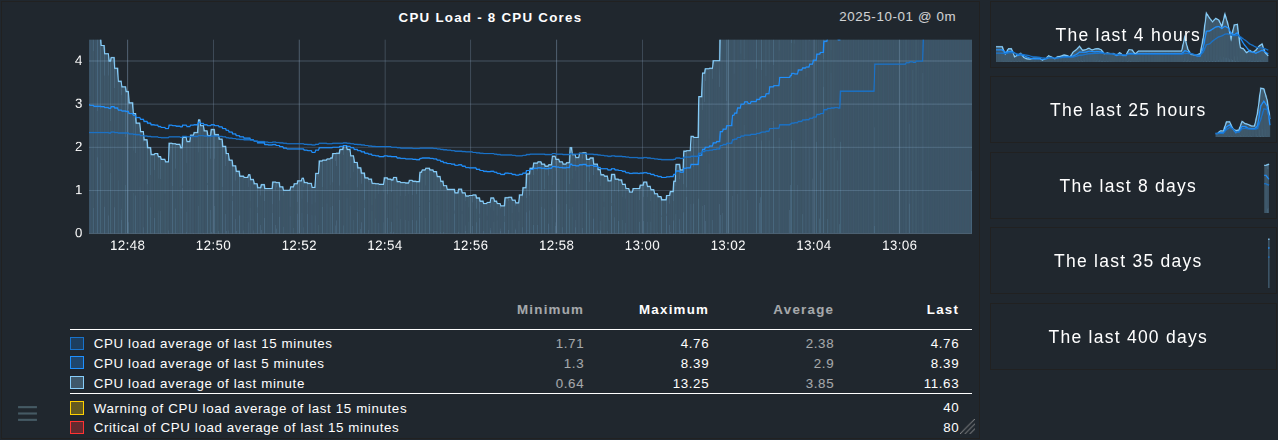 CPU Load - 8 CPU Cores
2025-10-01 @ 0m
4
3
2
1
0
12:48 12:50 12:52 12:54 12:56 12:58 13:00 13:02 13:04 13:06
Minimum Maximum Average Last
CPU load average of last 15 minutes 1.71 4.76 2.38 4.76
CPU load average of last 5 minutes 1.3 8.39 2.9 8.39
CPU load average of last minute 0.64 13.25 3.85 11.63
Warning of CPU load average of last 15 minutes 40
Critical of CPU load average of last 15 minutes 80
The last 4 hours
The last 25 hours
The last 8 days
The last 35 days
The last 400 days